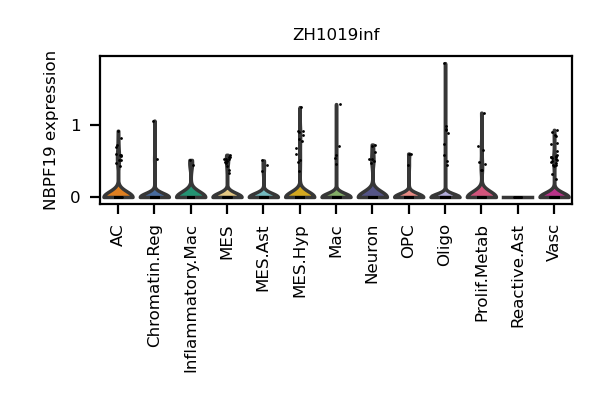 ZH1019inf
NBPF19 expression
1
0
AC
Chromatin.Reg
Inflammatory.Mac
MES
MES.Ast
MES.Hyp
Mac
Neuron
OPC
Oligo
Prolif.Metab
Reactive.Ast
Vasc